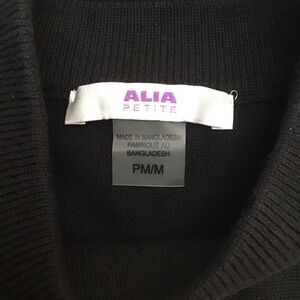 ALIA
PETITE
MADE IN BANGLADESH
FABRIQUÉ AU
BANGLADESH
PM/M